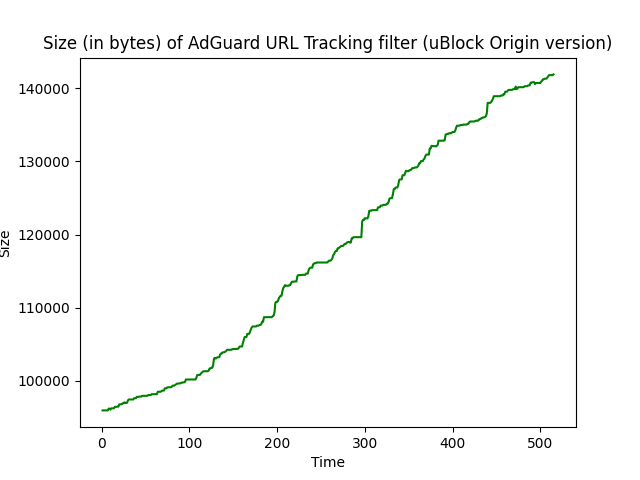 Size (in bytes) of AdGuard URL Tracking filter (uBlock Origin version)
140000
130000
120000
110000
100000
Size
0 100 200 300 400 500
Time